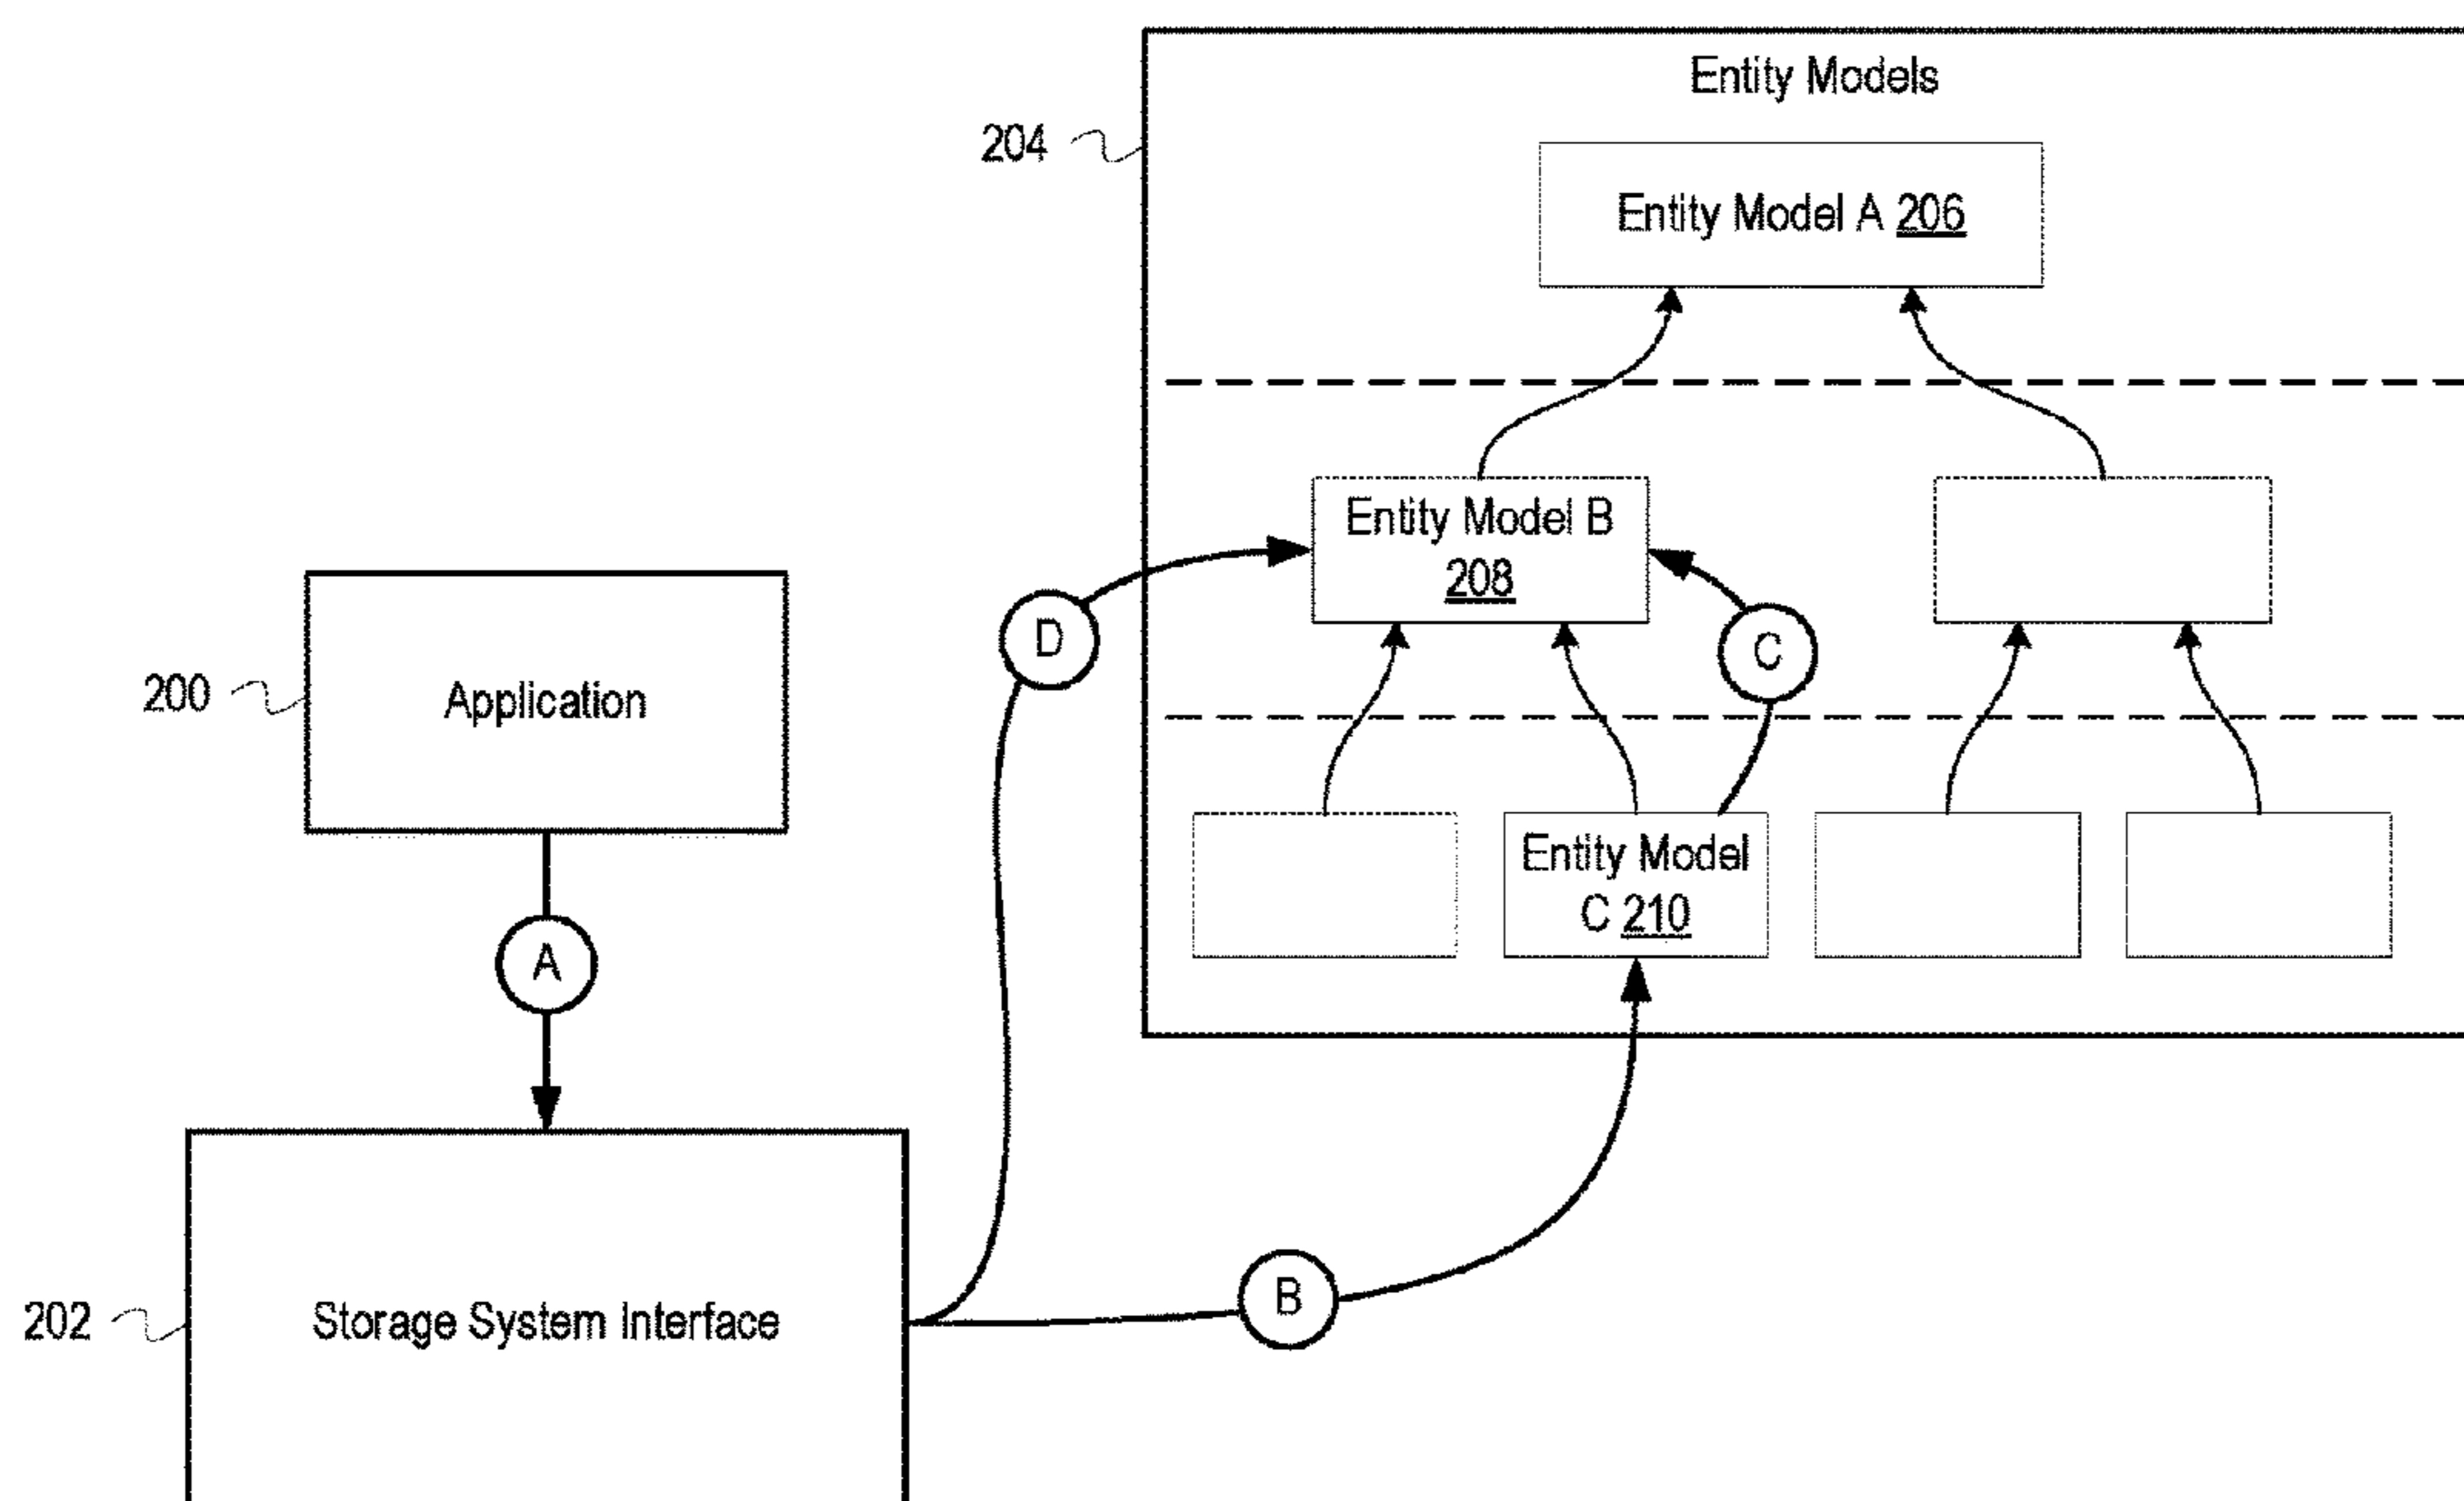 Entity Models
204
Entity Model A 206
Entity Model B
208
D
C
200
Application
Entity Model
C 210
A
B
202
Storage System Interface